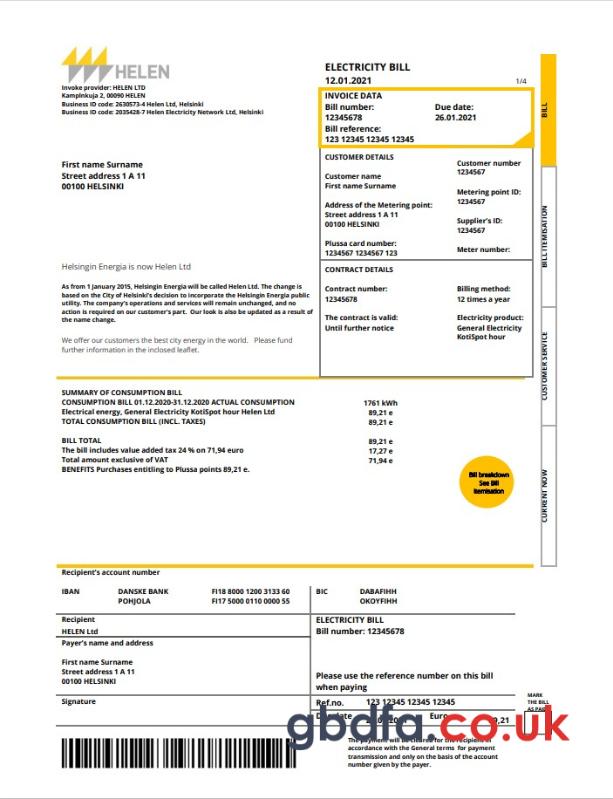 HELEN
Invoke provider: HELEN LTD
Kamplnkuja 2, 00090 HELEN
Business ID code: 2630573-4 Helen Ltd, Helsinki
Business ID code: 2035428-7 Helen Electricity Network Ltd, Helsinki
First name Surname
Street address 1 A 11
00100 HELSINKI
ELECTRICITY BILL
12.01.2021
1/4
INVOICE DATA
Bill number:
12345678
Due date:
26.01.2021
Bill reference:
123 12345 12345 12345
CUSTOMER DETAILS
Customer name
First name Surname
Address of the Metering point:
Street address 1 A 11
00100 HELSINKI
Plussa card number:
1234567 1234567 123
Customer number
1234567
Metering point ID:
1234567
Supplier's ID:
1234567
Meter number:
CONTRACT DETAILS
Contract number:
12345678
The contract is valid:
Until further notice
Billing method:
12 times a year
Electricity product:
General Electricity
KotiSpot hour
BILL
BILL ITEMISATION
CUSTOMER SERVICE
CURRENT NOW
Helsingin Energia is now Helen Ltd
As from 1 January 2015, Helsingin Energia will be called Helen Ltd. The change is
based on the City of Helsinki's decision to incorporate the Helsingin Energia public
utility. The company's operations and services will remain unchanged, and no
action is required on our customer's part. Our look is also be updated as a result of
the name change.
We offer our customers the best city energy in the world. Please fund
further information in the inclosed leaflet.
SUMMARY OF CONSUMPTION BILL
CONSUMPTION BILL 01.12.2020-31.12.2020 ACTUAL CONSUMPTION 1761 kWh
Electrical energy, General Electricity KotiSpot hour Helen Ltd 89,21 e
TOTAL CONSUMPTION BILL (INCL. TAXES) 89,21 e
BILL TOTAL 89,21 e
The bill includes value added tax 24 % on 71,94 euro 17,27 e
Total amount exclusive of VAT 71,94 e
BENEFITS Purchases entitling to Plussa points 89,21 e.
Bill breakdown
See Bill
itemisation
Recipient's account number
IBAN DANSKE BANK FI18 8000 1200 3133 60 BIC DABAFIHH
POHJOLA FI17 5000 0110 0000 55 OKOYFIHH
Recipient
HELEN Ltd
ELECTRICITY BILL
Bill number: 12345678
Payer's name and address
First name Surname
Street address 1 A 11
00100 HELSINKI
Please use the reference number on this bill
when paying
Signature
Ref.no. 123 12345 12345 12345
Euro
MARK
THE BILL
AS PAID
gbdfa.co.uk
accordance with the General terms for payment
transmission and only on the basis of the account
number given by the payer.